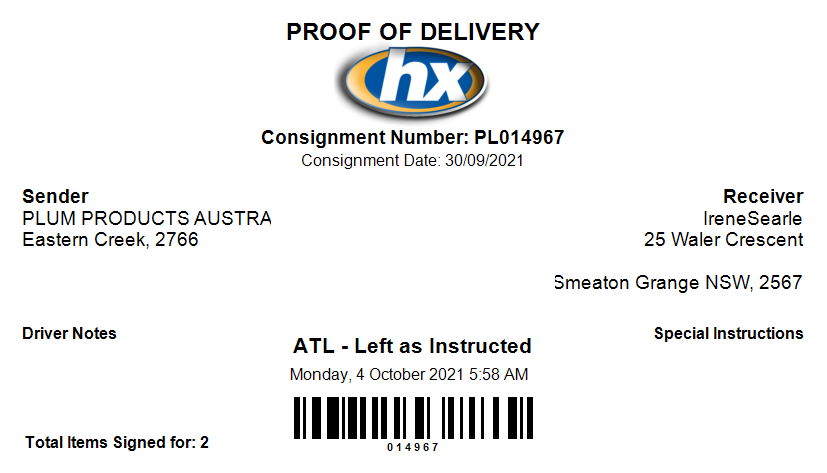 PROOF OF DELIVERY
hx
Consignment Number: PL014967
Consignment Date: 30/09/2021
Sender
PLUM PRODUCTS AUSTRA
Eastern Creek, 2766
Receiver
IreneSearle
25 Waler Crescent
Smeaton Grange NSW, 2567
Driver Notes
Special Instructions
ATL - Left as Instructed
Monday, 4 October 2021 5:58 AM
014967
Total Items Signed for: 2